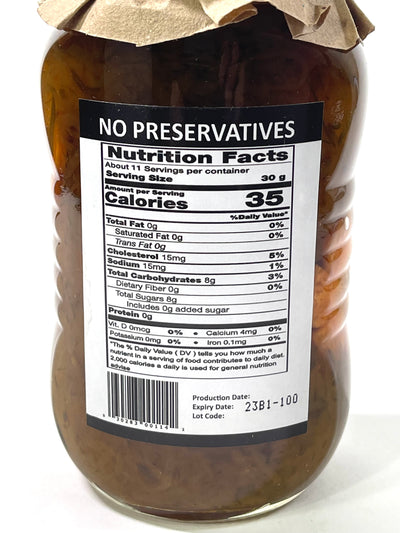 NO PRESERVATIVES
Nutrition Facts
About 11 Servings per container
Serving Size 30 g
Amount per Serving
Calories 35
%Daily Value*
Total Fat 0g 0%
Saturated Fat 0g 0%
Trans Fat 0g
Cholesterol 15mg 5%
Sodium 15mg 1%
Total Carbohydrates 8g 3%
Dietary Fiber 0g 0%
Total Sugars 8g
Includes 0g added sugar
Protein 0g
Vit. D 0mcg 0% + Calcium 4mg 0%
Potassium 0mg 0% + Iron 0.1mg 0%
*The % Daily Value ( DV ) tells you how much a
nutrient in a serving of food contributes to daily diet.
2,000 calories a daily is used for general nutrition
advise
Production Date:
Expiry Date: 23B1-100
Lot Code: